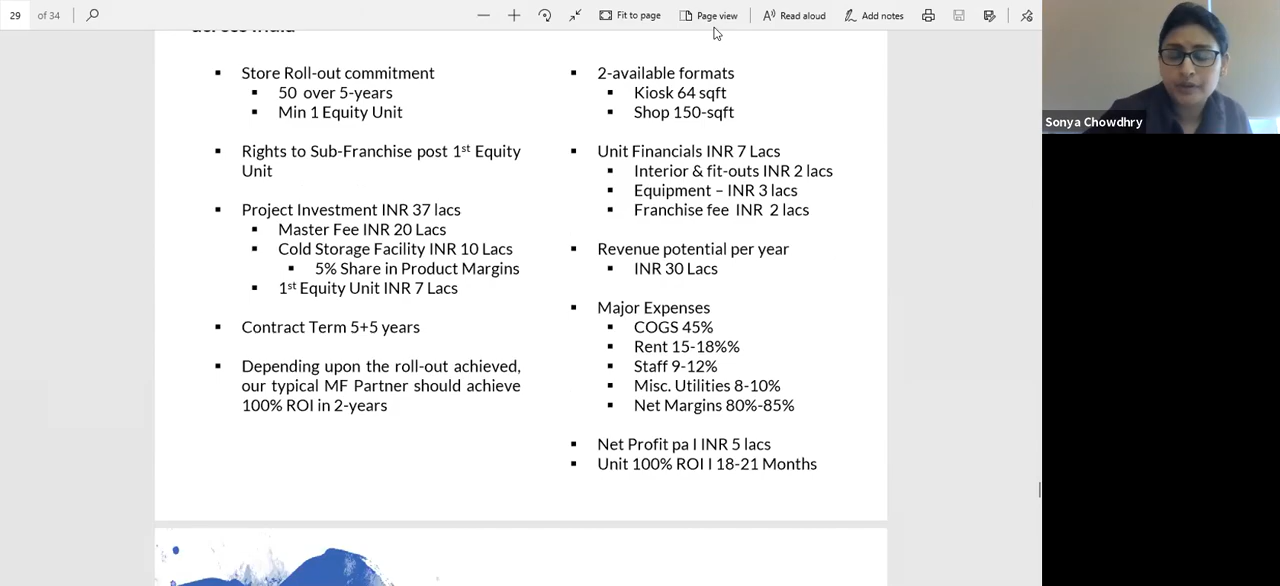 29 of 34
Fit to page
Page view
Read aloud
Add notes
across India
Store Roll-out commitment
50 over 5-years
Min 1 Equity Unit
Rights to Sub-Franchise post 1st Equity
Unit
Project Investment INR 37 lacs
Master Fee INR 20 Lacs
Cold Storage Facility INR 10 Lacs
5% Share in Product Margins
1st Equity Unit INR 7 Lacs
Contract Term 5+5 years
Depending upon the roll-out achieved,
our typical MF Partner should achieve
100% ROI in 2-years
2-available formats
Kiosk 64 sqft
Shop 150-sqft
Unit Financials INR 7 Lacs
Interior & fit-outs INR 2 lacs
Equipment – INR 3 lacs
Franchise fee INR 2 lacs
Revenue potential per year
INR 30 Lacs
Major Expenses
COGS 45%
Rent 15-18%%
Staff 9-12%
Misc. Utilities 8-10%
Net Margins 80%-85%
Net Profit pa I INR 5 lacs
Unit 100% ROI I 18-21 Months
Sonya Chowdhry